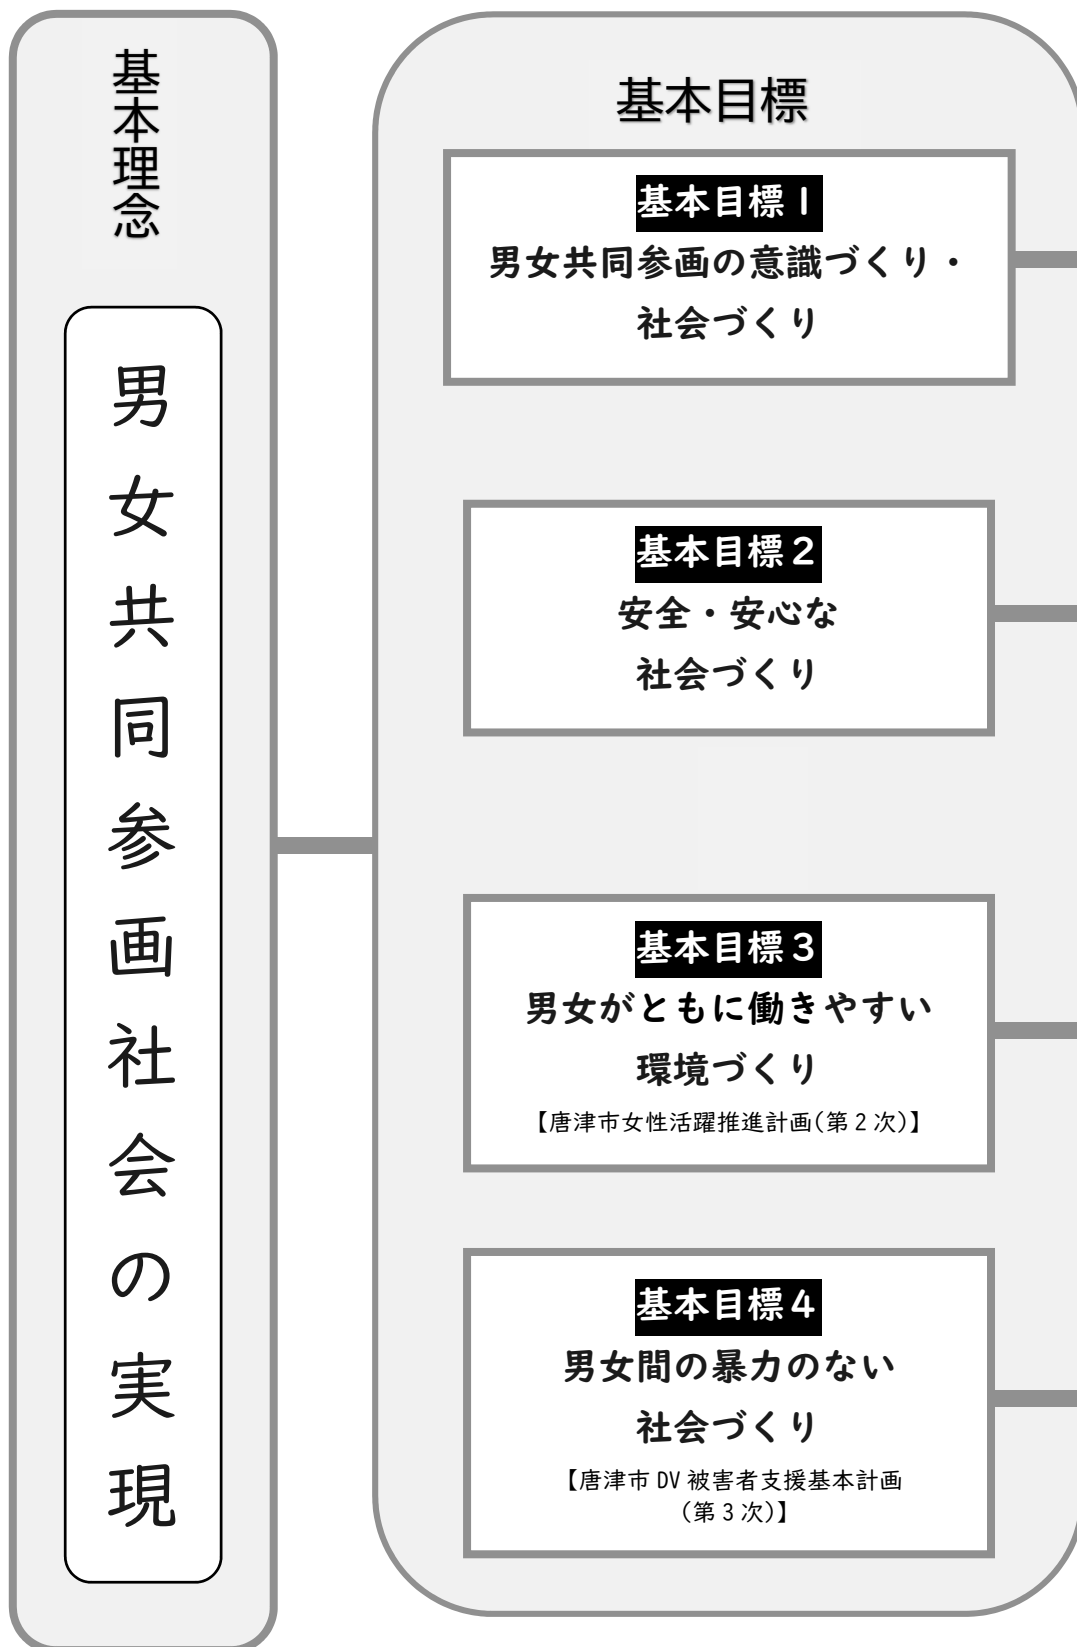 基本理念
男女共同参画社会の実現
基本目標
基本目標1
男女共同参画の意識づくり・
社会づくり
基本目標2
安全・安心な
社会づくり
基本目標3
男女がともに働きやすい
環境づくり
【唐津市女性活躍推進計画(第2次)】
基本目標4
男女間の暴力のない
社会づくり
【唐津市DV被害者支援基本計画
(第3次)】